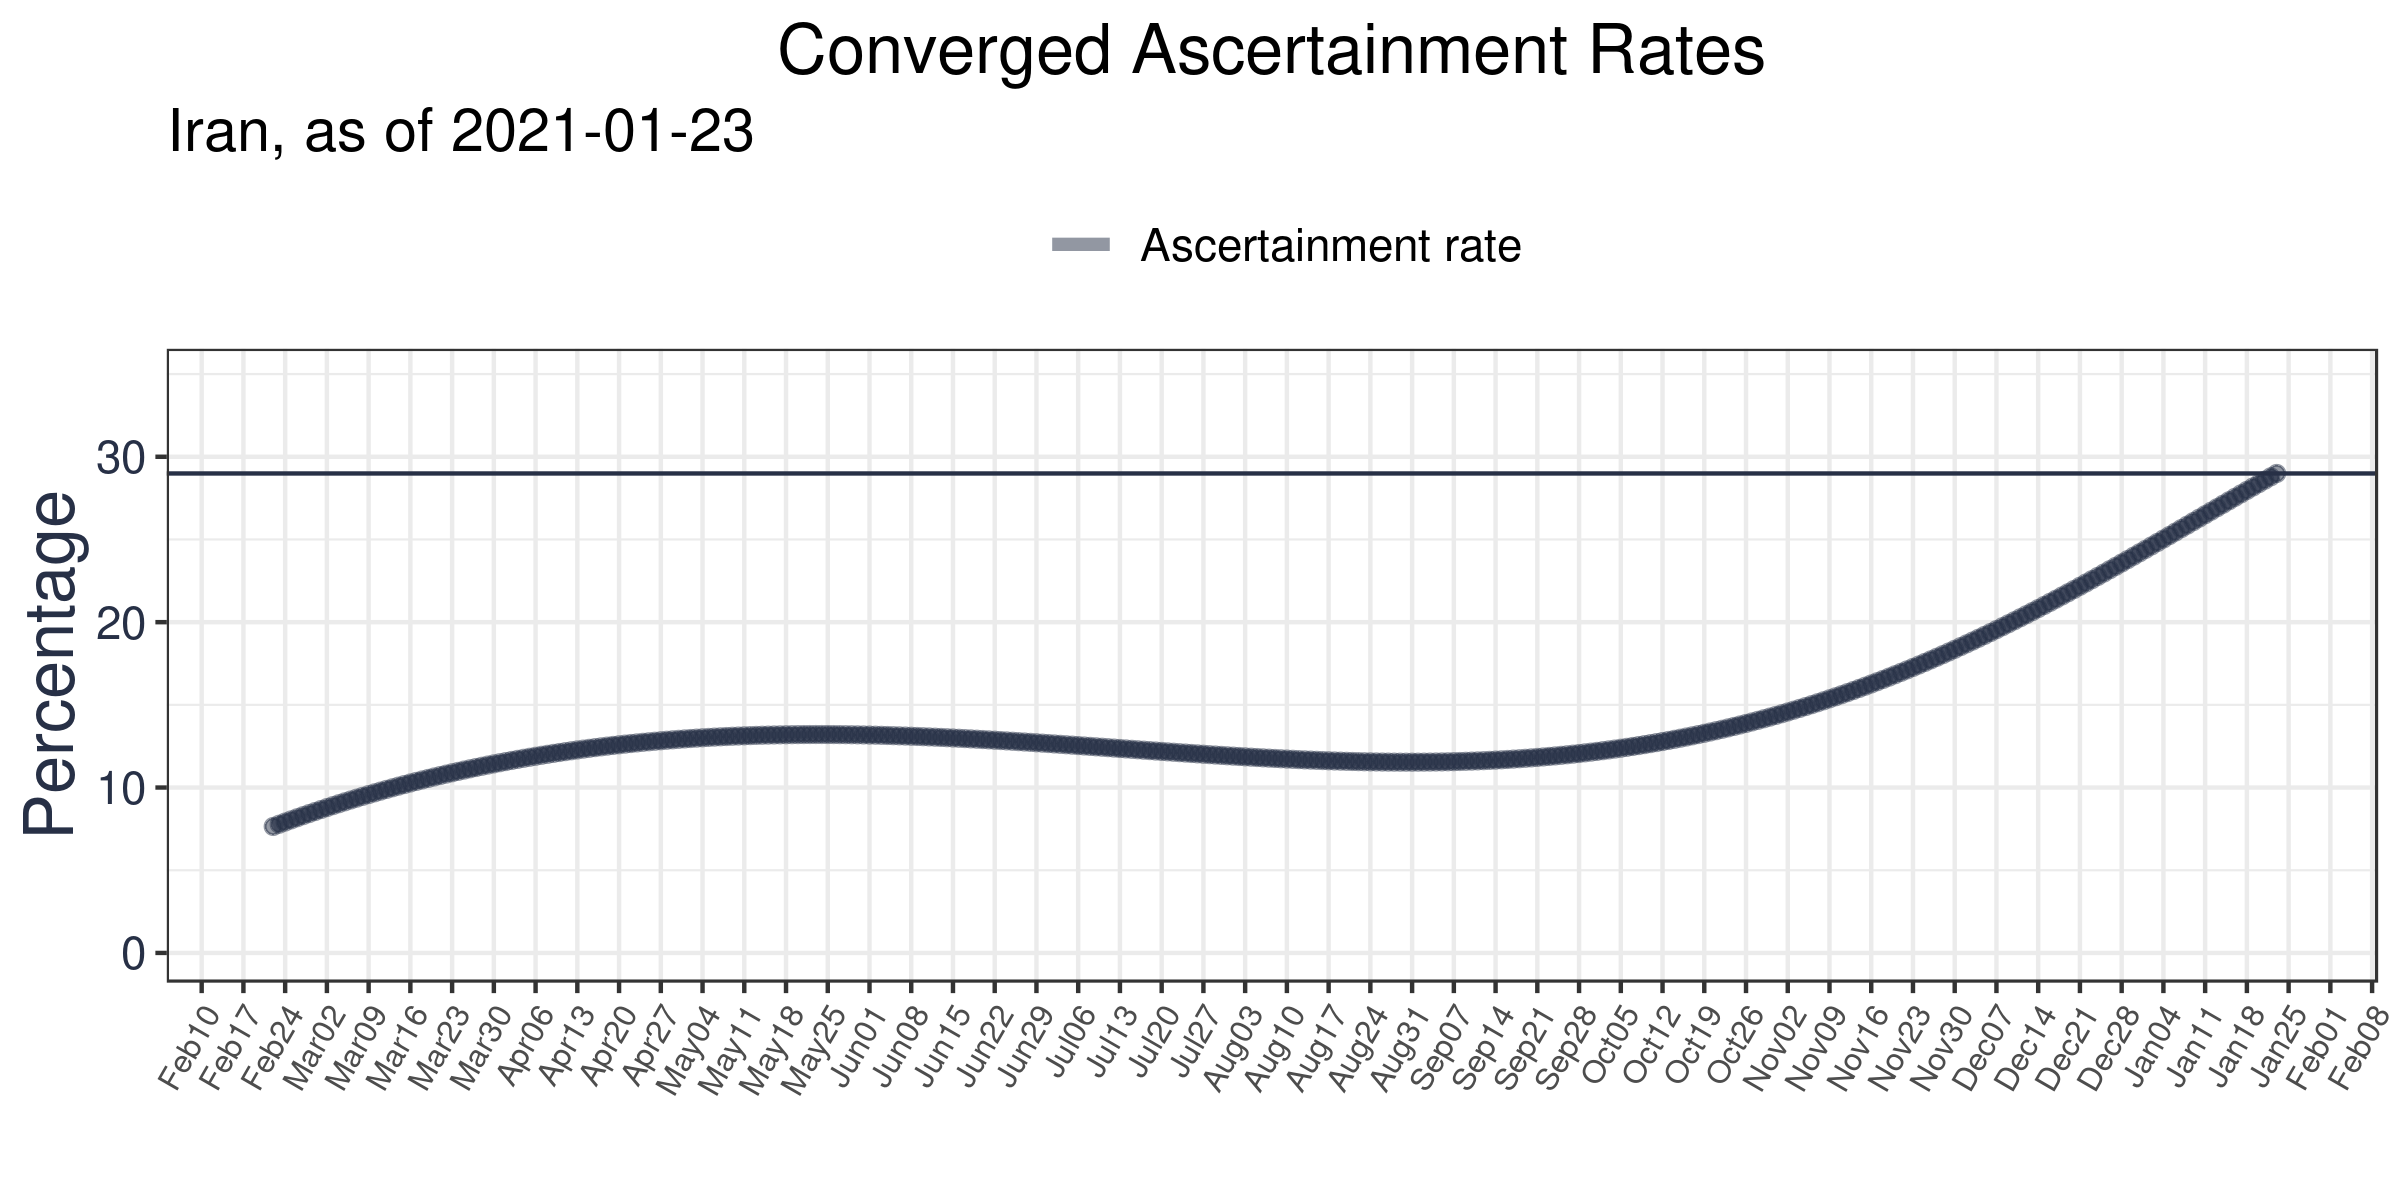 Converged Ascertainment Rates
Iran, as of 2021-01-23
Ascertainment rate
Percentage
30
20
10
0
Feb10 Feb17 Feb24 Mar02 Mar09 Mar16 Mar23 Mar30 Apr06 Apr13 Apr20 Apr27 May04 May11 May18 May25 Jun01 Jun08 Jun15 Jun22 Jun29 Jul06 Jul13 Jul20 Jul27 Aug03 Aug10 Aug17 Aug24 Aug31 Sep07 Sep14 Sep21 Sep28 Oct05 Oct12 Oct19 Oct26 Nov02 Nov09 Nov16 Nov23 Nov30 Dec07 Dec14 Dec21 Dec28 Jan04 Jan11 Jan18 Jan25 Feb01 Feb08